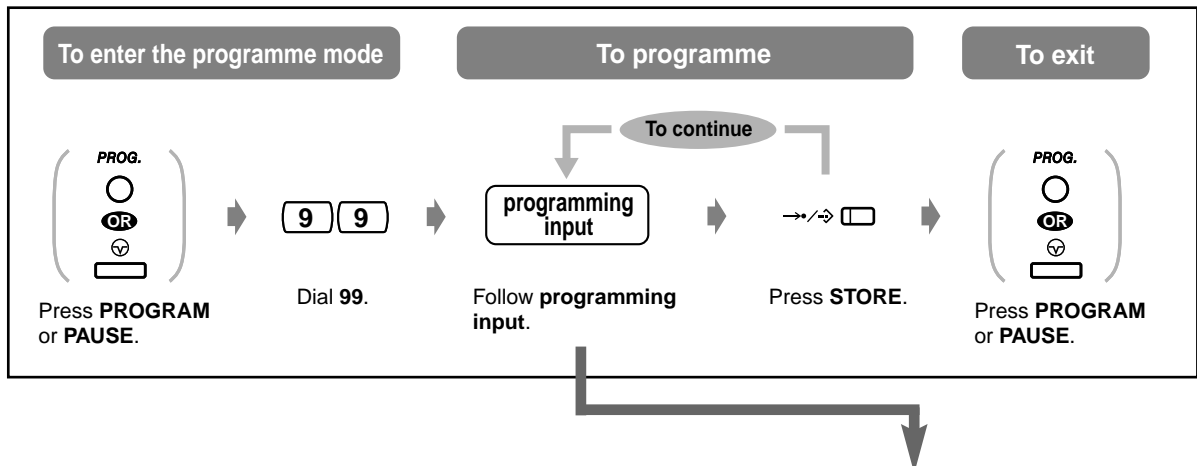 To enter the programme mode
To programme
To exit
To continue
PROG.
OR
9 9
programming
input
PROG.
OR
Press PROGRAM
or PAUSE.
Dial 99.
Follow programming
input.
Press STORE.
Press PROGRAM
or PAUSE.